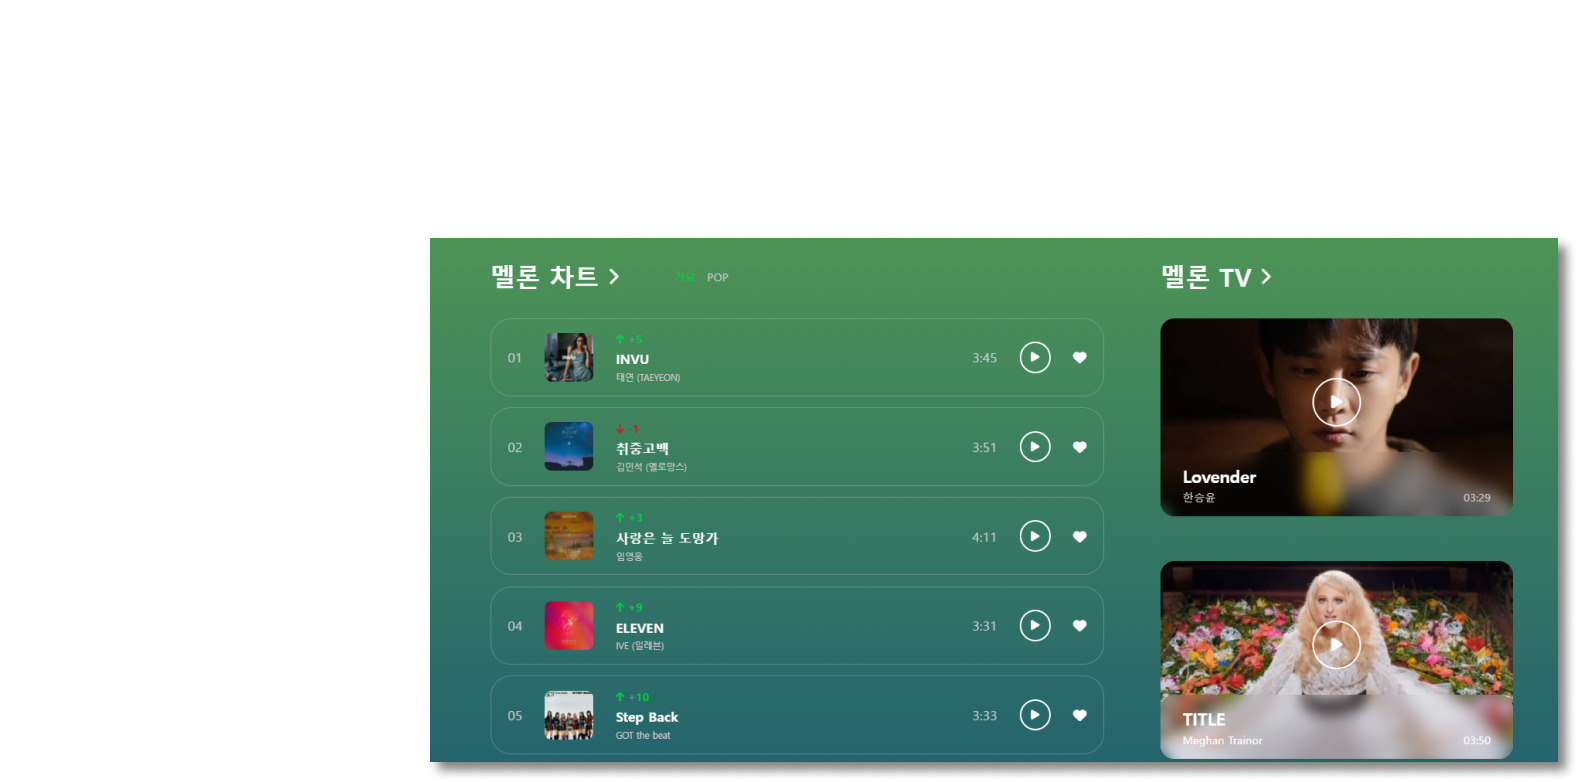 멜론 차트
가요 POP
01
+5
INVU
태연 (TAEYEON)
3:45
02
-1
취중고백
김민석 (멜로망스)
3:51
03
+3
사랑은 늘 도망가
임영웅
4:11
04
+9
ELEVEN
IVE (일레븐)
3:31
05
+10
Step Back
GOT the beat
3:33
멜론 TV
Lovender
한승윤
03:29
TITLE
Meghan Trainor
03:50